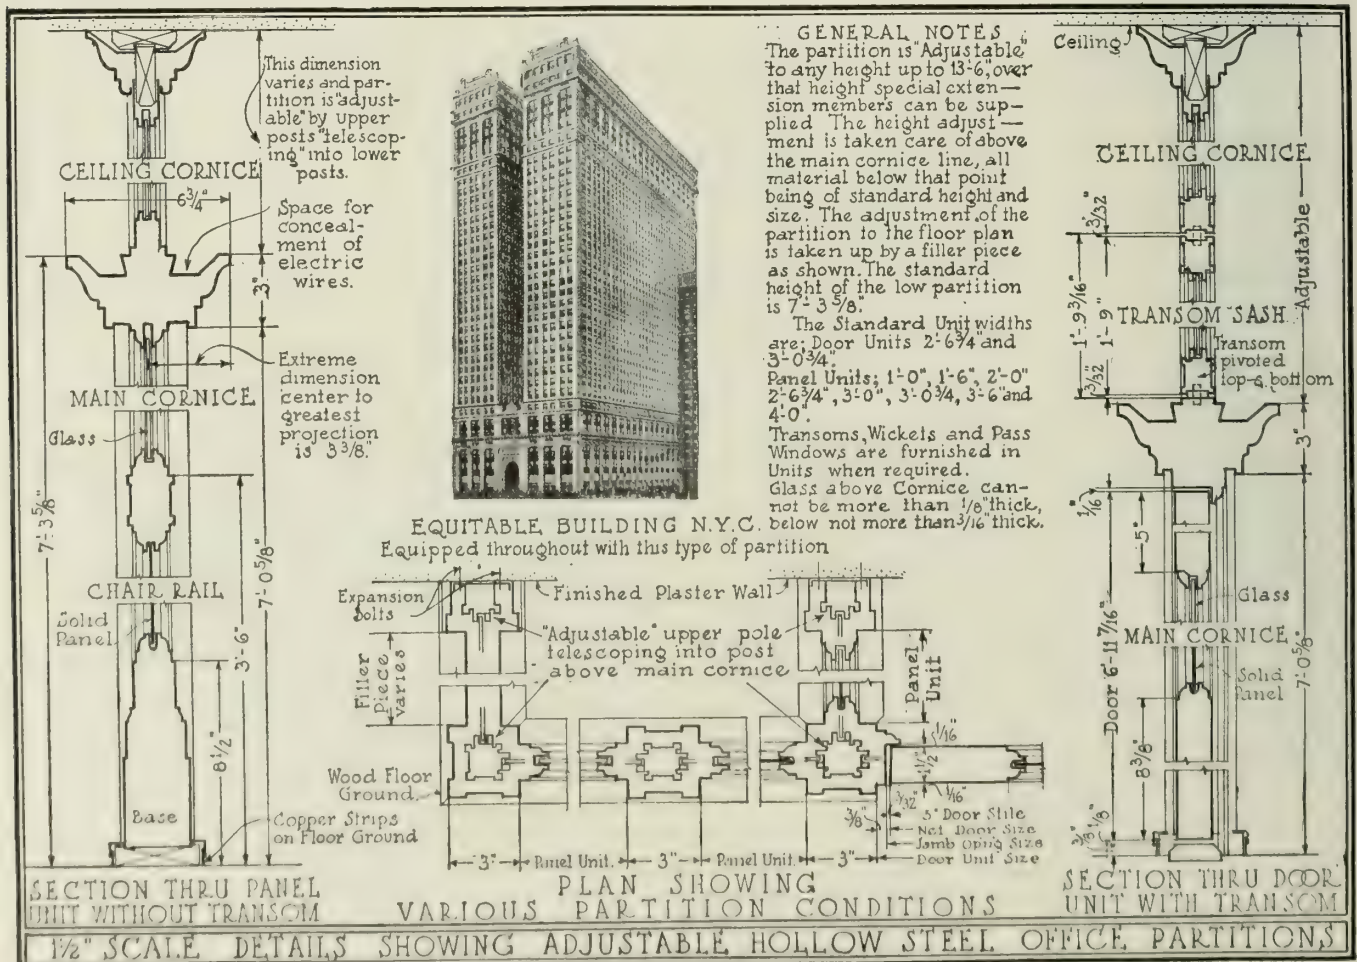 This dimension
varies and par-
tition is "adjust-
able" by upper
posts "telescop-
ing" into lower
posts.
CEILING CORNICE
6 3/4"
Space for
conceal-
ment of
electric
wires.
3"
Extreme
dimension
center to
greatest
projection
is 3 3/8."
MAIN CORNICE
Glass
7'-3 5/8"
7'-0 5/8"
3'-6"
8 1/2"
CHAIR RAIL
Solid
Panel
Base
Copper Strips
on Floor Ground
SECTION THRU PANEL
UNIT WITHOUT TRANSOM
EQUITABLE BUILDING N.Y.C.
Equipped throughout with this type of partition
GENERAL NOTES
The partition is "Adjustable"
to any height up to 13'-6", over
that height special exten-
sion members can be sup-
plied The height adjust-
ment is taken care of above
the main cornice line, all
material below that point
being of standard height and
size. The adjustment of the
partition to the floor plan
is taken up by a filler piece
as shown. The standard
height of the low partition
is 7'-3 5/8."
The Standard Unit widths
are; Door Units 2'-6 3/4" and
3'-0 3/4."
Panel Units; 1'-0", 1'-6", 2'-0"
2'-6 3/4", 3'-0", 3'-0 3/4, 3'-6" and
4'-0".
Transoms, Wickets and Pass
Windows are furnished in
Units when required.
Glass above Cornice can-
not be more than 1/8" thick,
below not more than 3/16" thick.
Expansion
Bolts
Finished Plaster Wall
"Adjustable" upper pole
telescoping into post
above main cornice
Filler
Piece
varies
Panel
Unit
Wood Floor
Ground
1/16"
1 1/2"
1/16"
3/32"
3/8"
3" Door Stile
Net Door Size
Jamb Opng Size
Door Unit Size
3" Panel Unit. 3" Panel Unit. 3"
PLAN SHOWING
VARIOUS PARTITION CONDITIONS
Ceiling
CEILING CORNICE
Adjustable
3/32"
1'-9 3/16"
1'-9"
3/32"
TRANSOM SASH
Transom
pivoted
top & bottom
3"
1/16"
5"
Glass
MAIN CORNICE
Door 6'-11 7/16"
Solid
Panel
7'-0 5/8"
8 3/8"
SECTION THRU DOOR
UNIT WITH TRANSOM
1 1/2" SCALE DETAILS SHOWING ADJUSTABLE HOLLOW STEEL OFFICE PARTITIONS